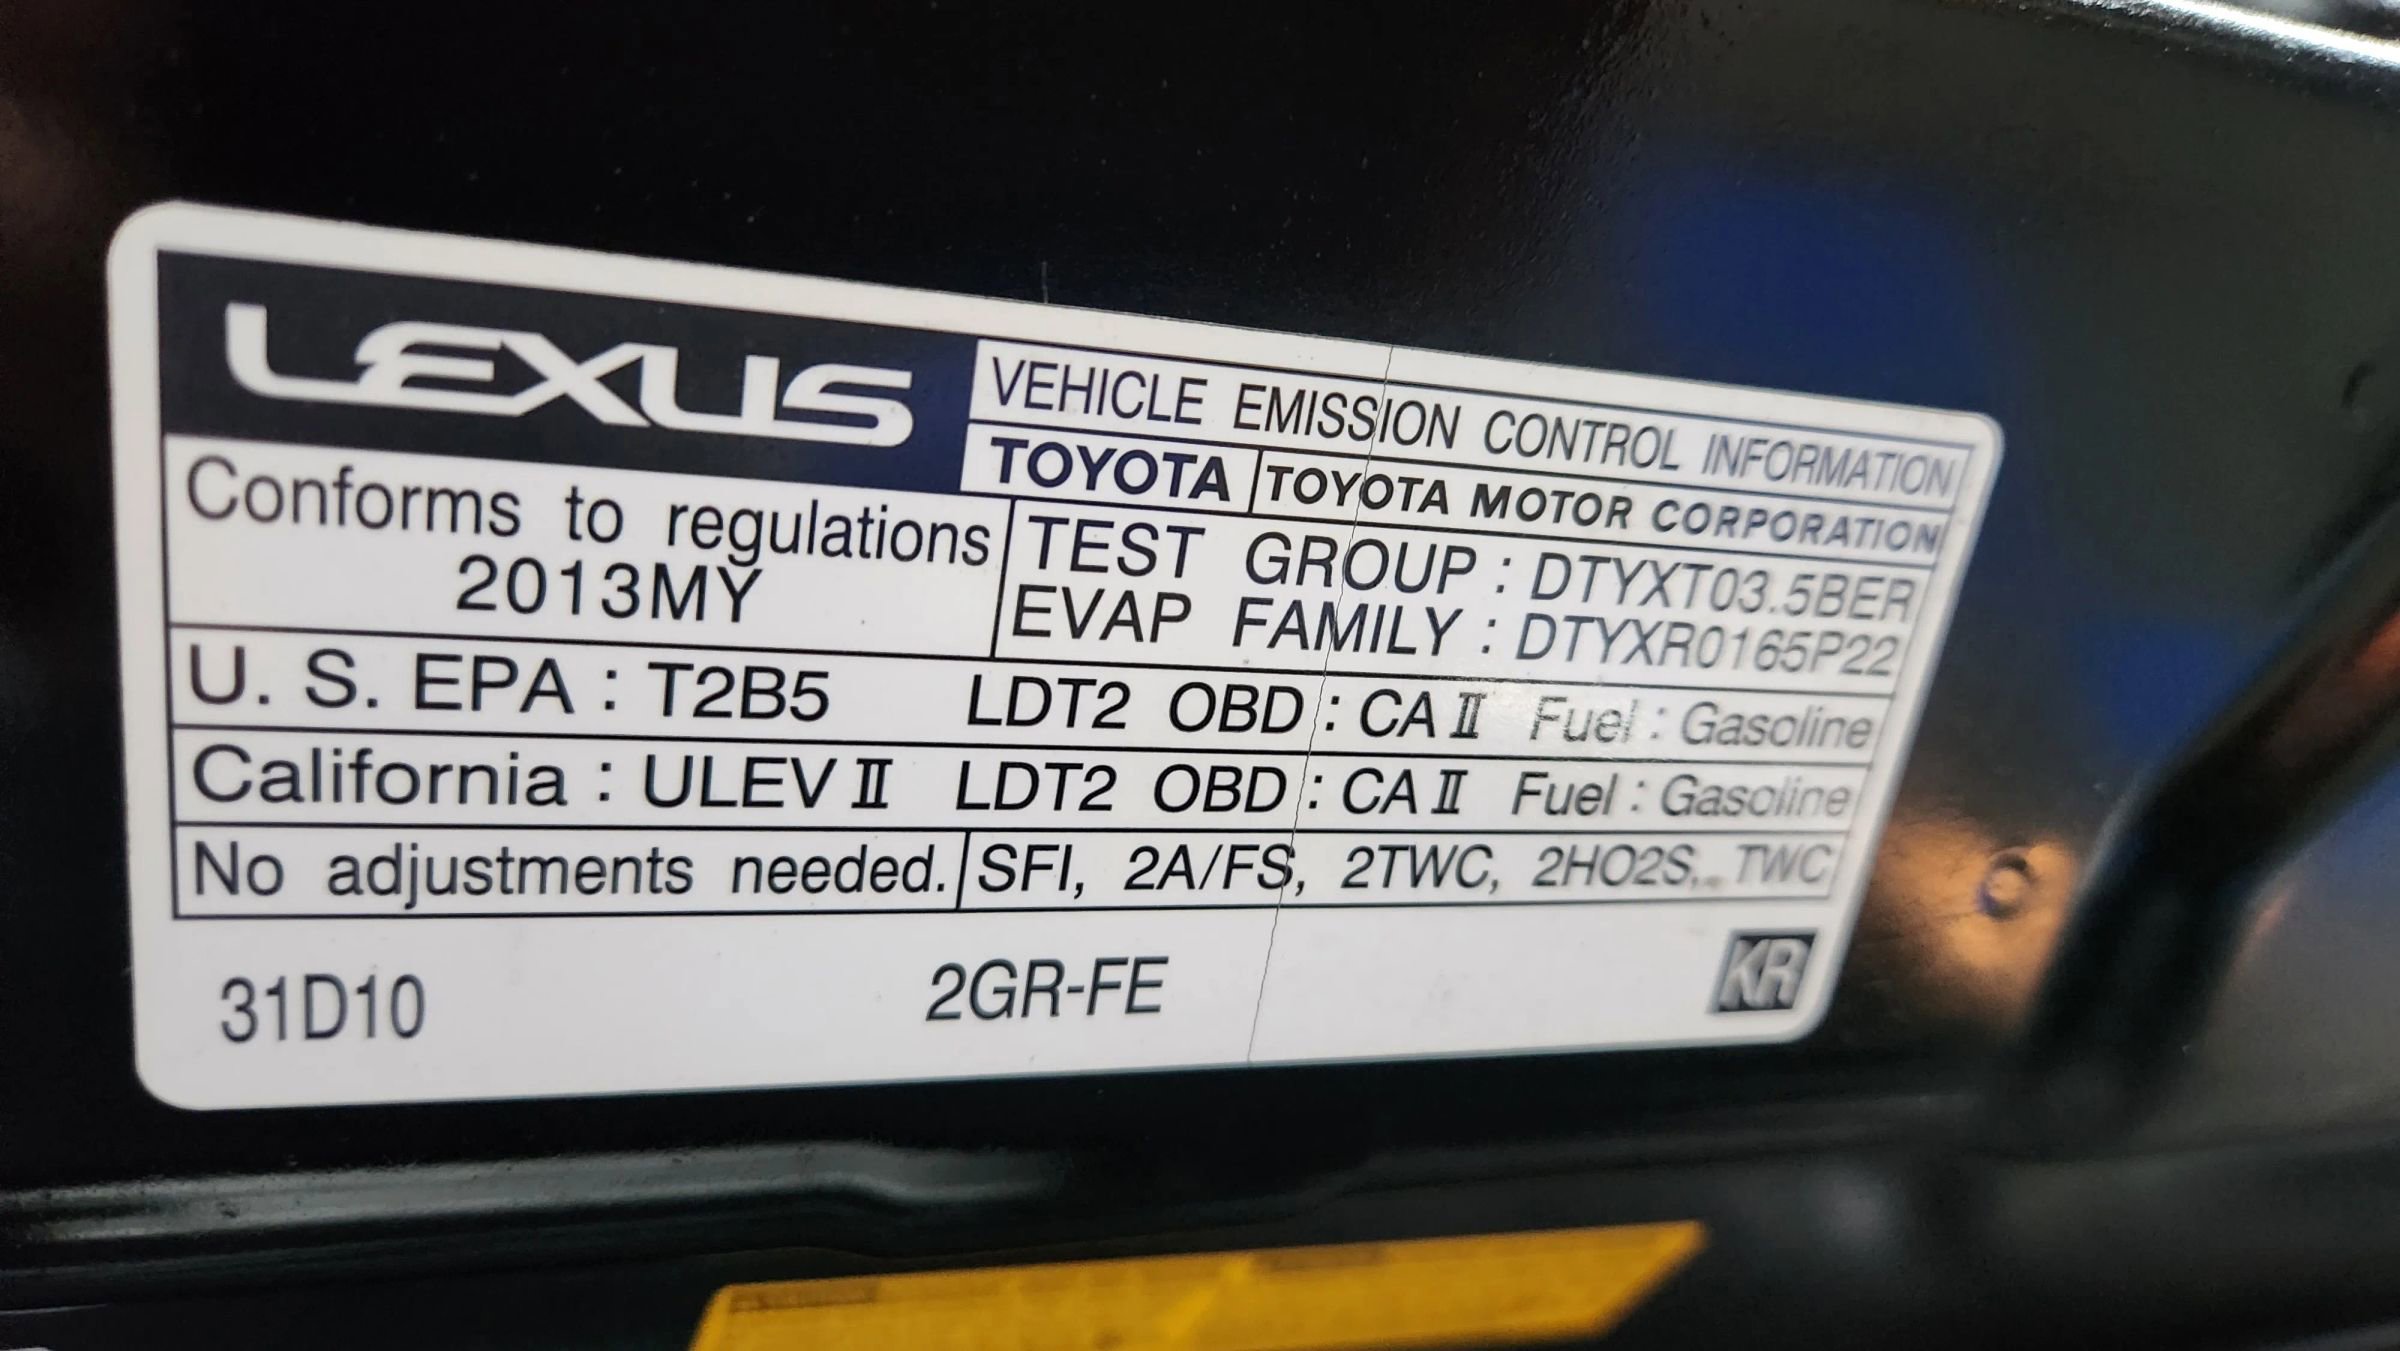 LEXUS
VEHICLE EMISSION CONTROL INFORMATION
TOYOTA TOYOTA MOTOR CORPORATION
Conforms to regulations
2013MY
TEST GROUP : DTYXT03.5BER
EVAP FAMILY : DTYXR0165P22
U. S. EPA : T2B5 LDT2 OBD : CA II Fuel : Gasoline
California : ULEV II LDT2 OBD : CA II Fuel : Gasoline
No adjustments needed. SFI, 2A/FS, 2TWC, 2HO2S, TWC
31D10 2GR-FE KR